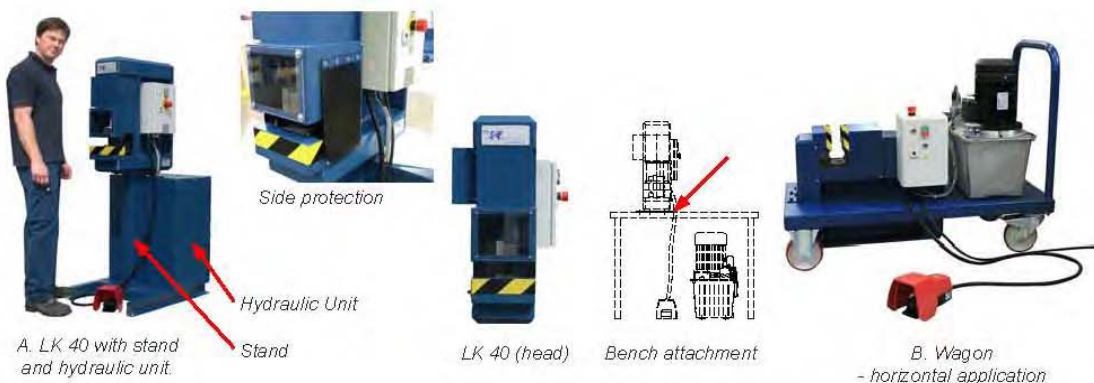 Side protection
Hydraulic Unit
Stand
A. LK 40 with stand
and hydraulic unit.
LK 40 (head)
Bench attachment
B. Wagon
- horizontal application